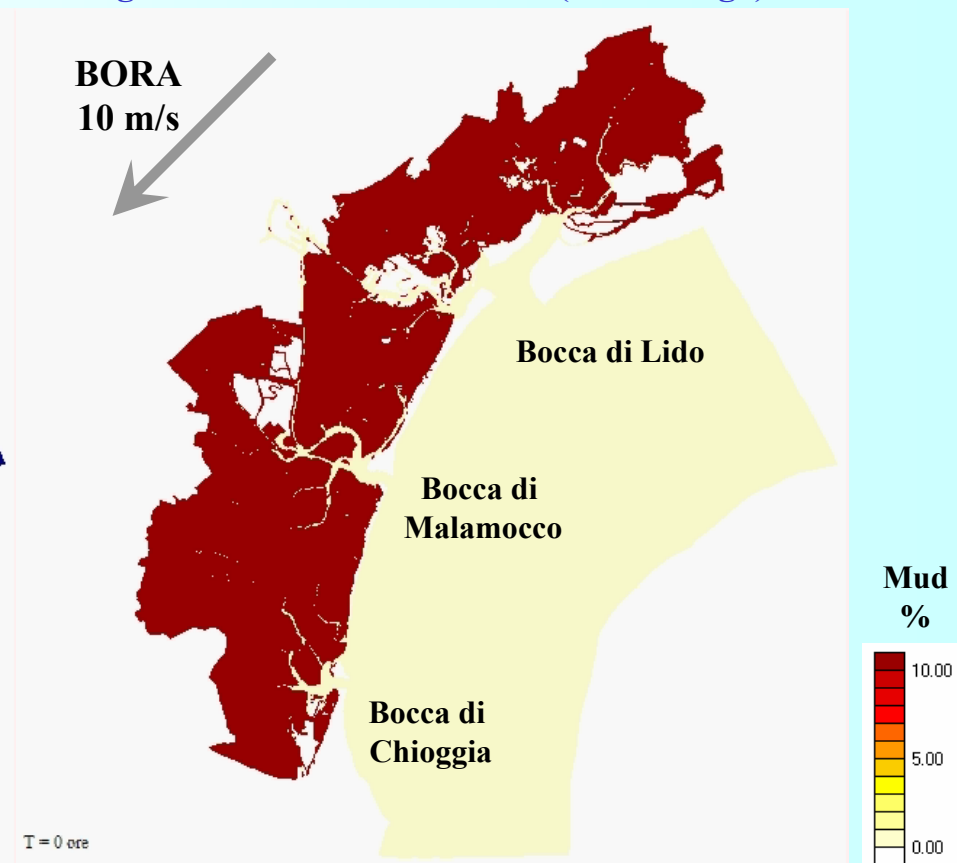 BORA
10 m/s
Bocca di Lido
Bocca di
Malamocco
Bocca di
Chioggia
Mud
%
10.00
5.00
0.00
T = 0 ore